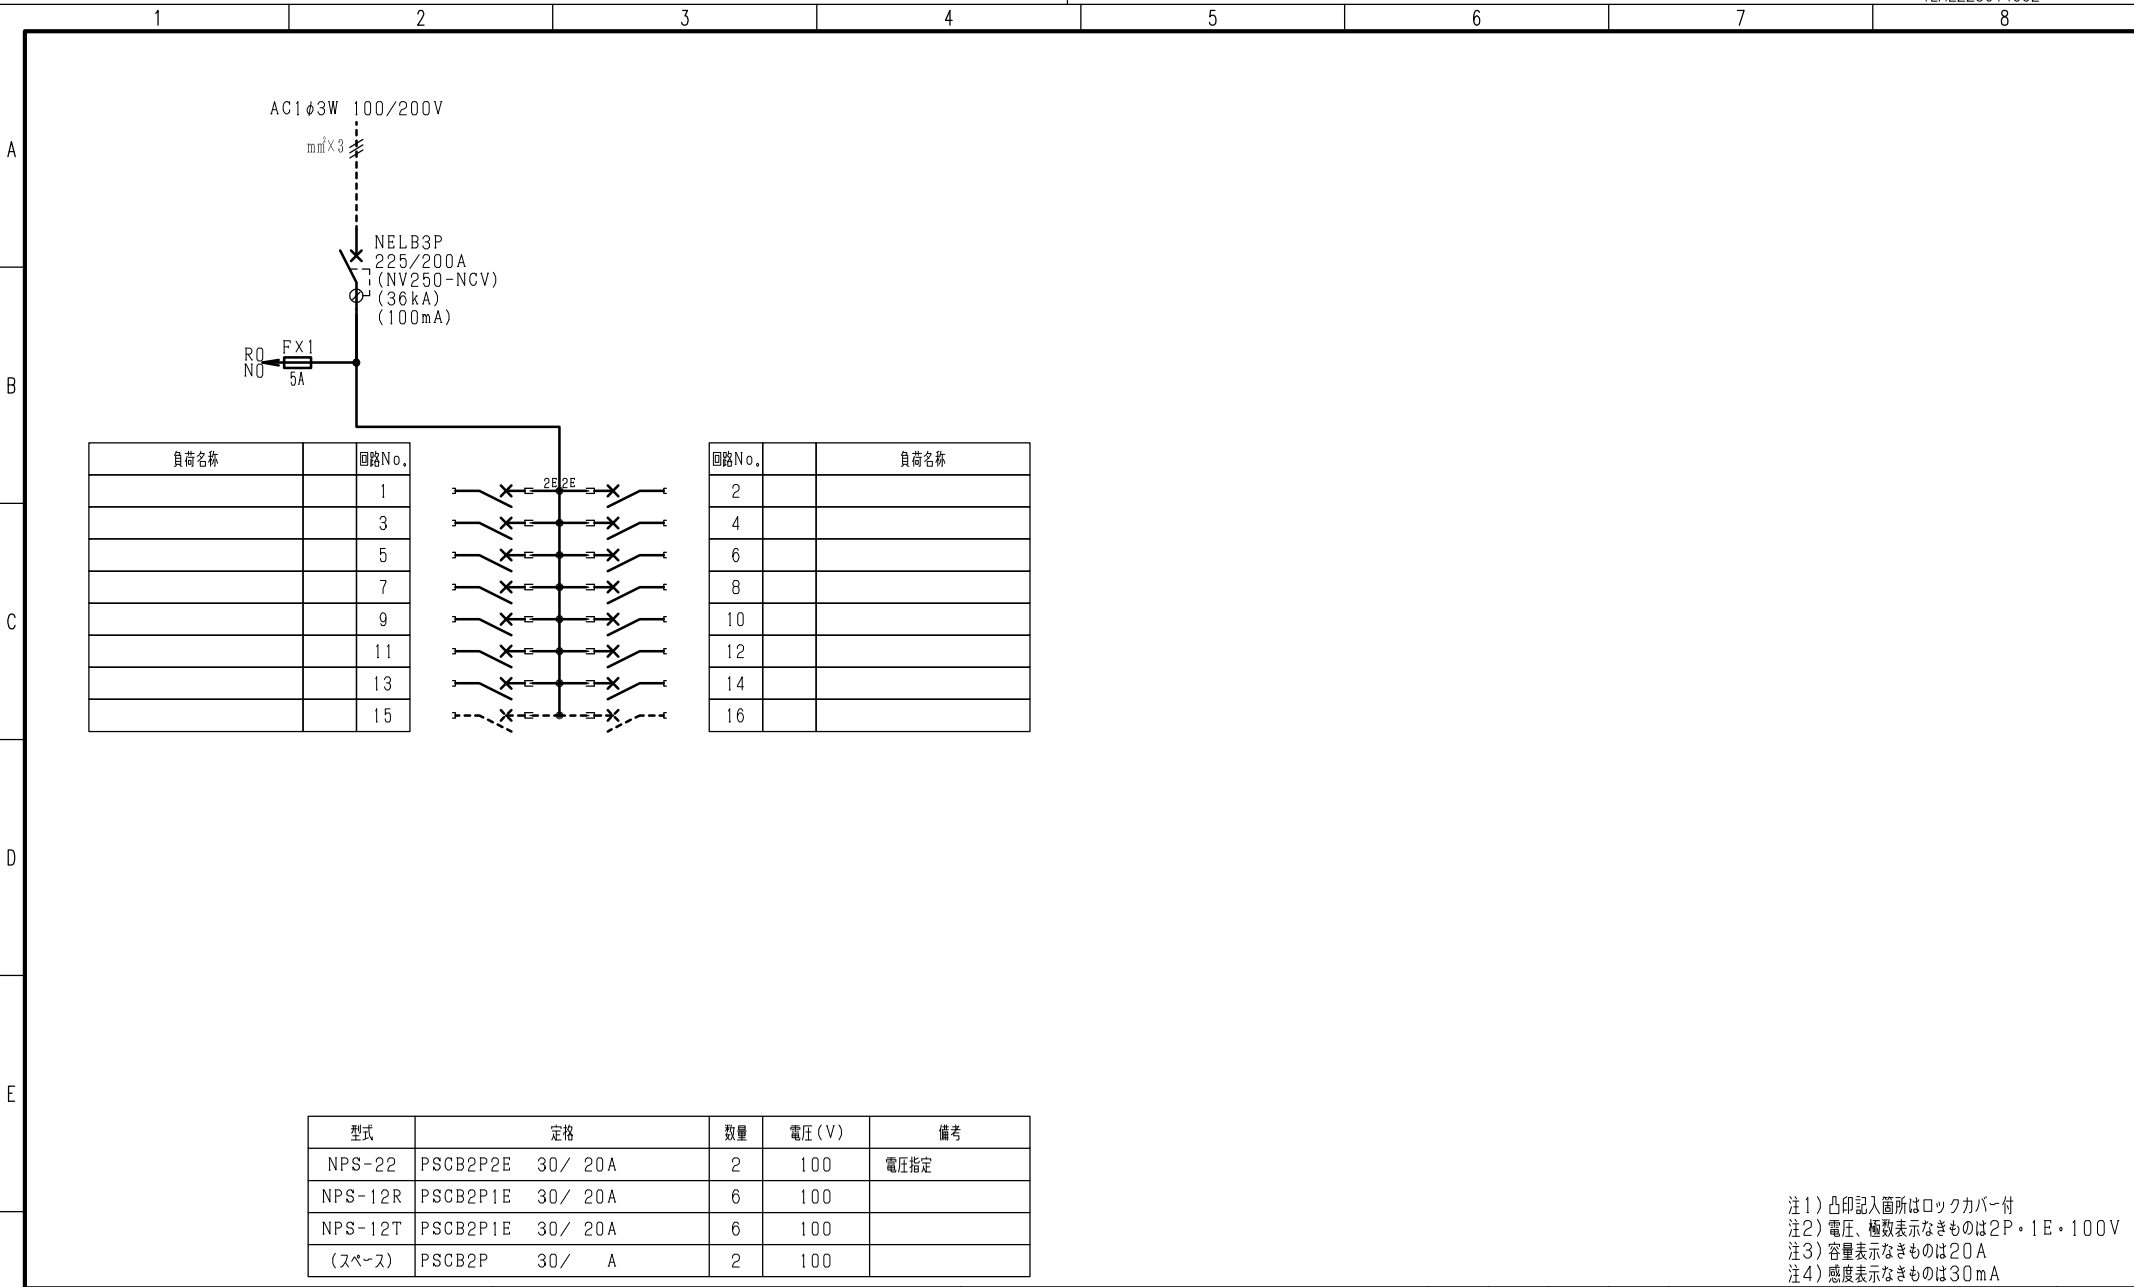 1 2 3 4 5 6 7 8
A
B
C
D
E
AC1φ3W 100/200V
mm²×3
NELB3P
225/200A
(NV250-NCV)
(36kA)
(100mA)
R0 F×1
N0 5A
負荷名称 回路No.
1
3
5
7
9
11
13
15
2E 2E
回路No. 負荷名称
2
4
6
8
10
12
14
16
型式 定格 数量 電圧(V) 備考
NPS-22 PSCB2P2E 30/ 20A 2 100 電圧指定
NPS-12R PSCB2P1E 30/ 20A 6 100
NPS-12T PSCB2P1E 30/ 20A 6 100
(スペース) PSCB2P 30/ A 2 100
注1)凸印記入箇所はロックカバー付
注2)電圧、極数表示なきものは2P・1E・100V
注3)容量表示なきものは20A
注4)感度表示なきものは30mA